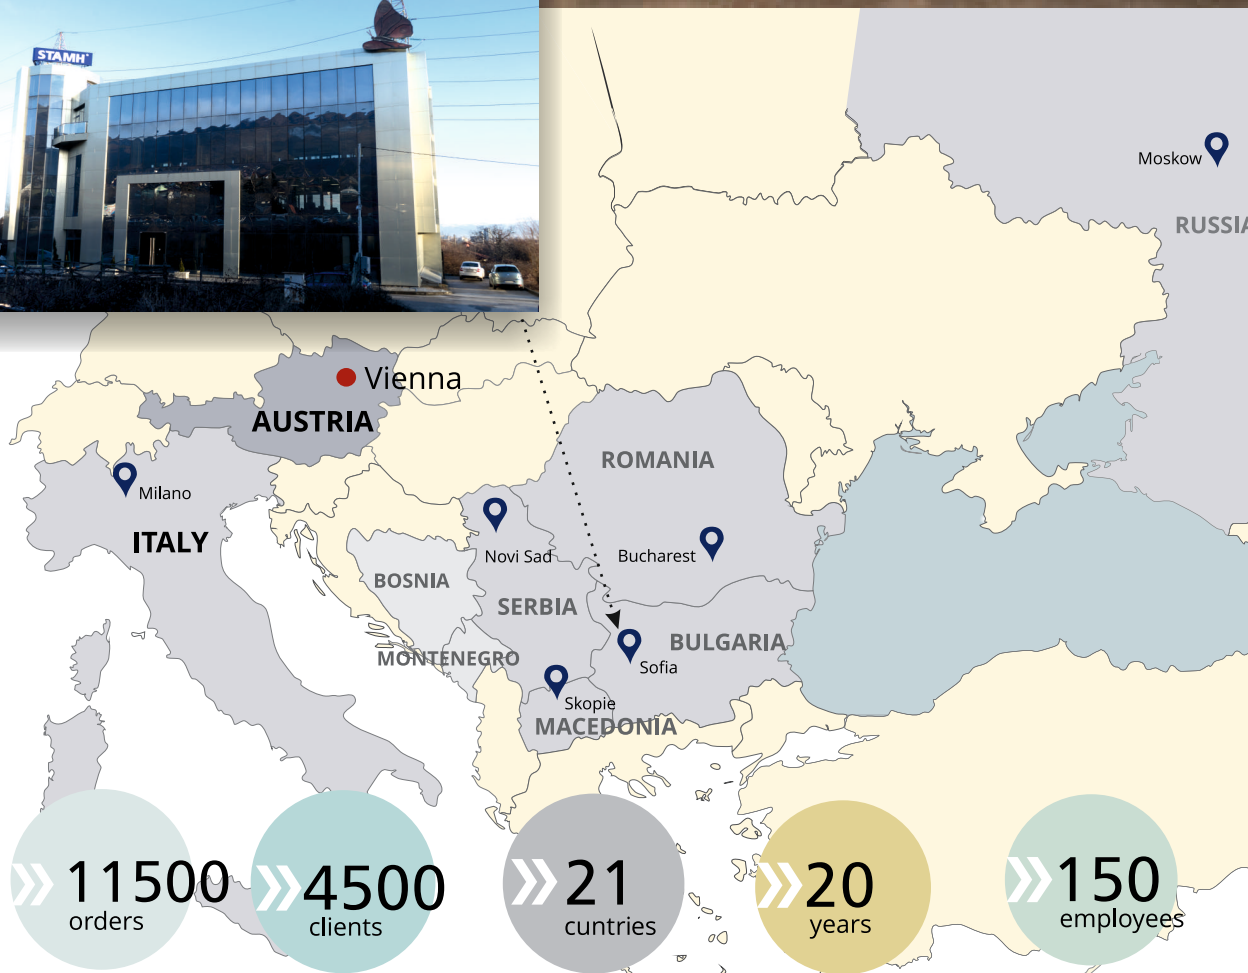 STAMH
Moskow
RUSSIA
Vienna
AUSTRIA
ROMANIA
Milano
ITALY
Novi Sad
Bucharest
BOSNIA
SERBIA
BULGARIA
MONTENEGRO
Sofia
Skopie
MACEDONIA
11500
orders
4500
clients
21
cuntries
20
years
150
employees